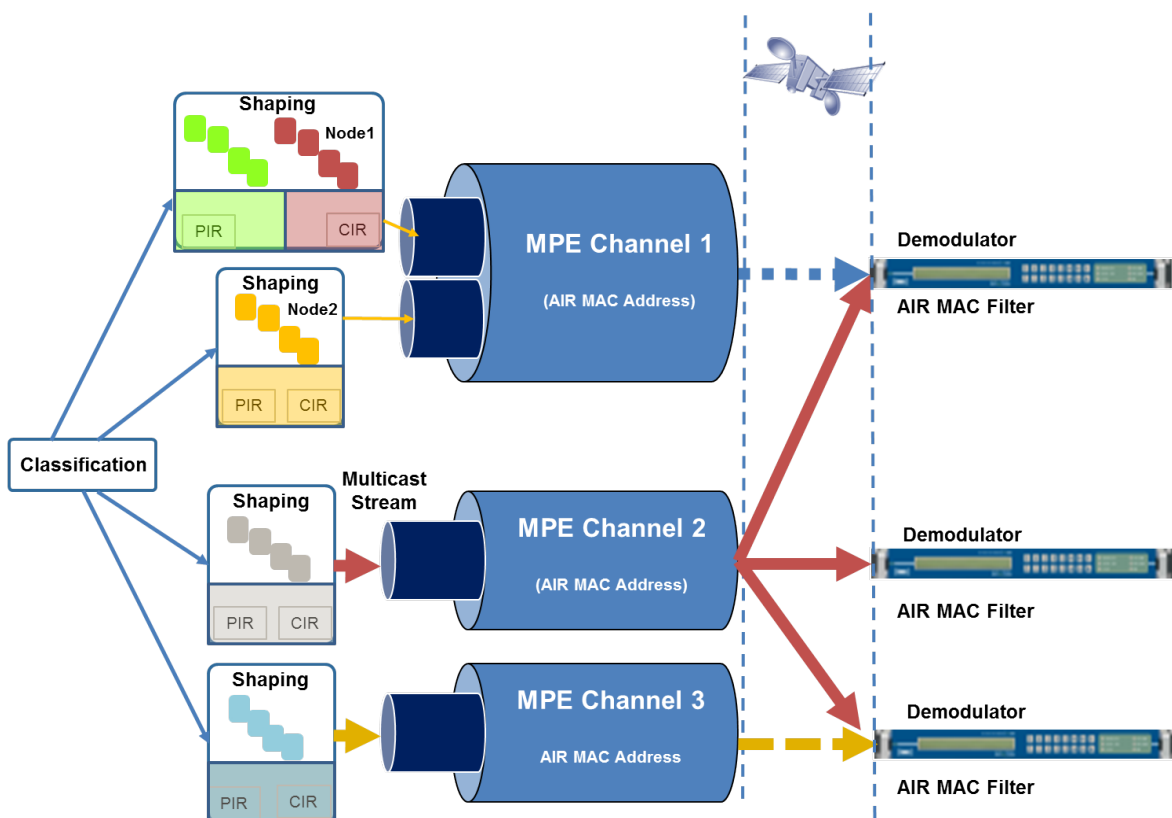 Shaping
Node1
PIR
CIR
Shaping
Node2
PIR
CIR
Classification
Shaping
PIR
CIR
Multicast
Stream
Shaping
PIR
CIR
MPE Channel 1
(AIR MAC Address)
MPE Channel 2
(AIR MAC Address)
MPE Channel 3
AIR MAC Address
Demodulator
AIR MAC Filter
Demodulator
AIR MAC Filter
Demodulator
AIR MAC Filter